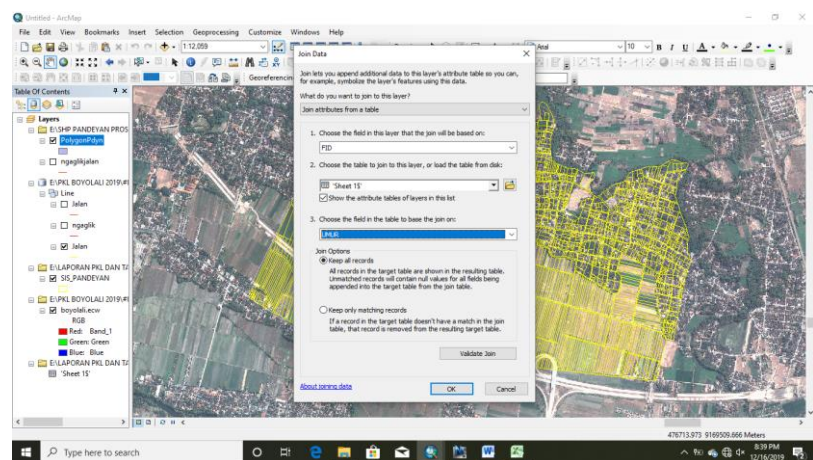 Untitled - ArcMap
File Edit View Bookmarks Insert Selection Geoprocessing Customize Windows Help
1:12,059
Arial
10
B I U A
Georeferencing
Table Of Contents
Layers
E:\SHP PANDEYAN PROS
PolygonPdyn
ngaglikjalan
E:\PKL BOYOLALI 2019\#
Line
Jalan
ngaglik
Jalan
E:\LAPORAN PKL DAN TA
SIS_PANDEYAN
E:\PKL BOYOLALI 2019\#
boyolali.ecw
RGB
Red: Band_1
Green: Green
Blue: Blue
E:\LAPORAN PKL DAN TA
'Sheet 1$'
Join Data
Join lets you append additional data to this layer's attribute table so you can,
for example, symbolize the layer's features using this data.
What do you want to join to this layer?
Join attributes from a table
1. Choose the field in this layer that the join will be based on:
FID
2. Choose the table to join to this layer, or load the table from disk:
'Sheet 1$'
Show the attribute tables of layers in this list
3. Choose the field in the table to base the join on:
UMUR
Join Options
Keep all records
All records in the target table are shown in the resulting table.
Unmatched records will contain null values for all fields being
appended into the target table from the join table.
Keep only matching records
If a record in the target table doesn't have a match in the join
table, that record is removed from the resulting target table.
Validate Join
About joining data
OK Cancel
476713.973 9169509.666 Meters
Type here to search
8:39 PM
12/16/2019